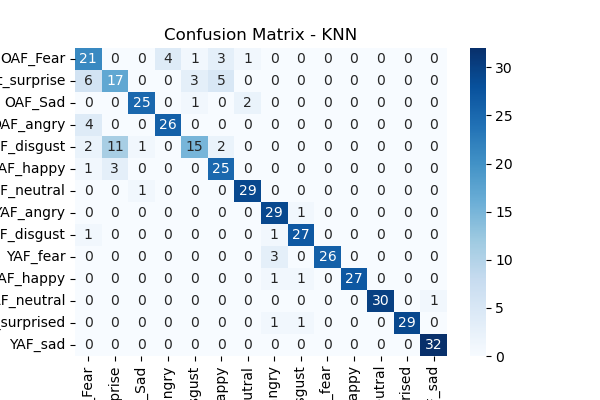 Confusion Matrix - KNN
OAF_Fear 21 0 0 4 1 3 1 0 0 0 0 0 0 0
t_surprise 6 17 0 0 3 5 0 0 0 0 0 0 0 0
OAF_Sad 0 0 25 0 1 0 2 0 0 0 0 0 0 0
OAF_angry 4 0 0 26 0 0 0 0 0 0 0 0 0 0
F_disgust 2 11 1 0 15 2 0 0 0 0 0 0 0 0
AF_happy 1 3 0 0 0 25 0 0 0 0 0 0 0 0
F_neutral 0 0 1 0 0 0 29 0 0 0 0 0 0 0
YAF_angry 0 0 0 0 0 0 0 29 1 0 0 0 0 0
F_disgust 1 0 0 0 0 0 0 1 27 0 0 0 0 0
YAF_fear 0 0 0 0 0 0 0 3 0 26 0 0 0 0
AF_happy 0 0 0 0 0 0 0 1 1 0 27 0 0 0
F_neutral 0 0 0 0 0 0 0 0 0 0 0 30 0 1
_surprised 0 0 0 0 0 0 0 1 1 0 0 0 29 0
YAF_sad 0 0 0 0 0 0 0 0 0 0 0 0 0 32
_Fear
prise
_Sad
ngry
sgust
appy
utral
ngry
sgust
_fear
appy
utral
rised
_sad
30
25
20
15
10
5
0